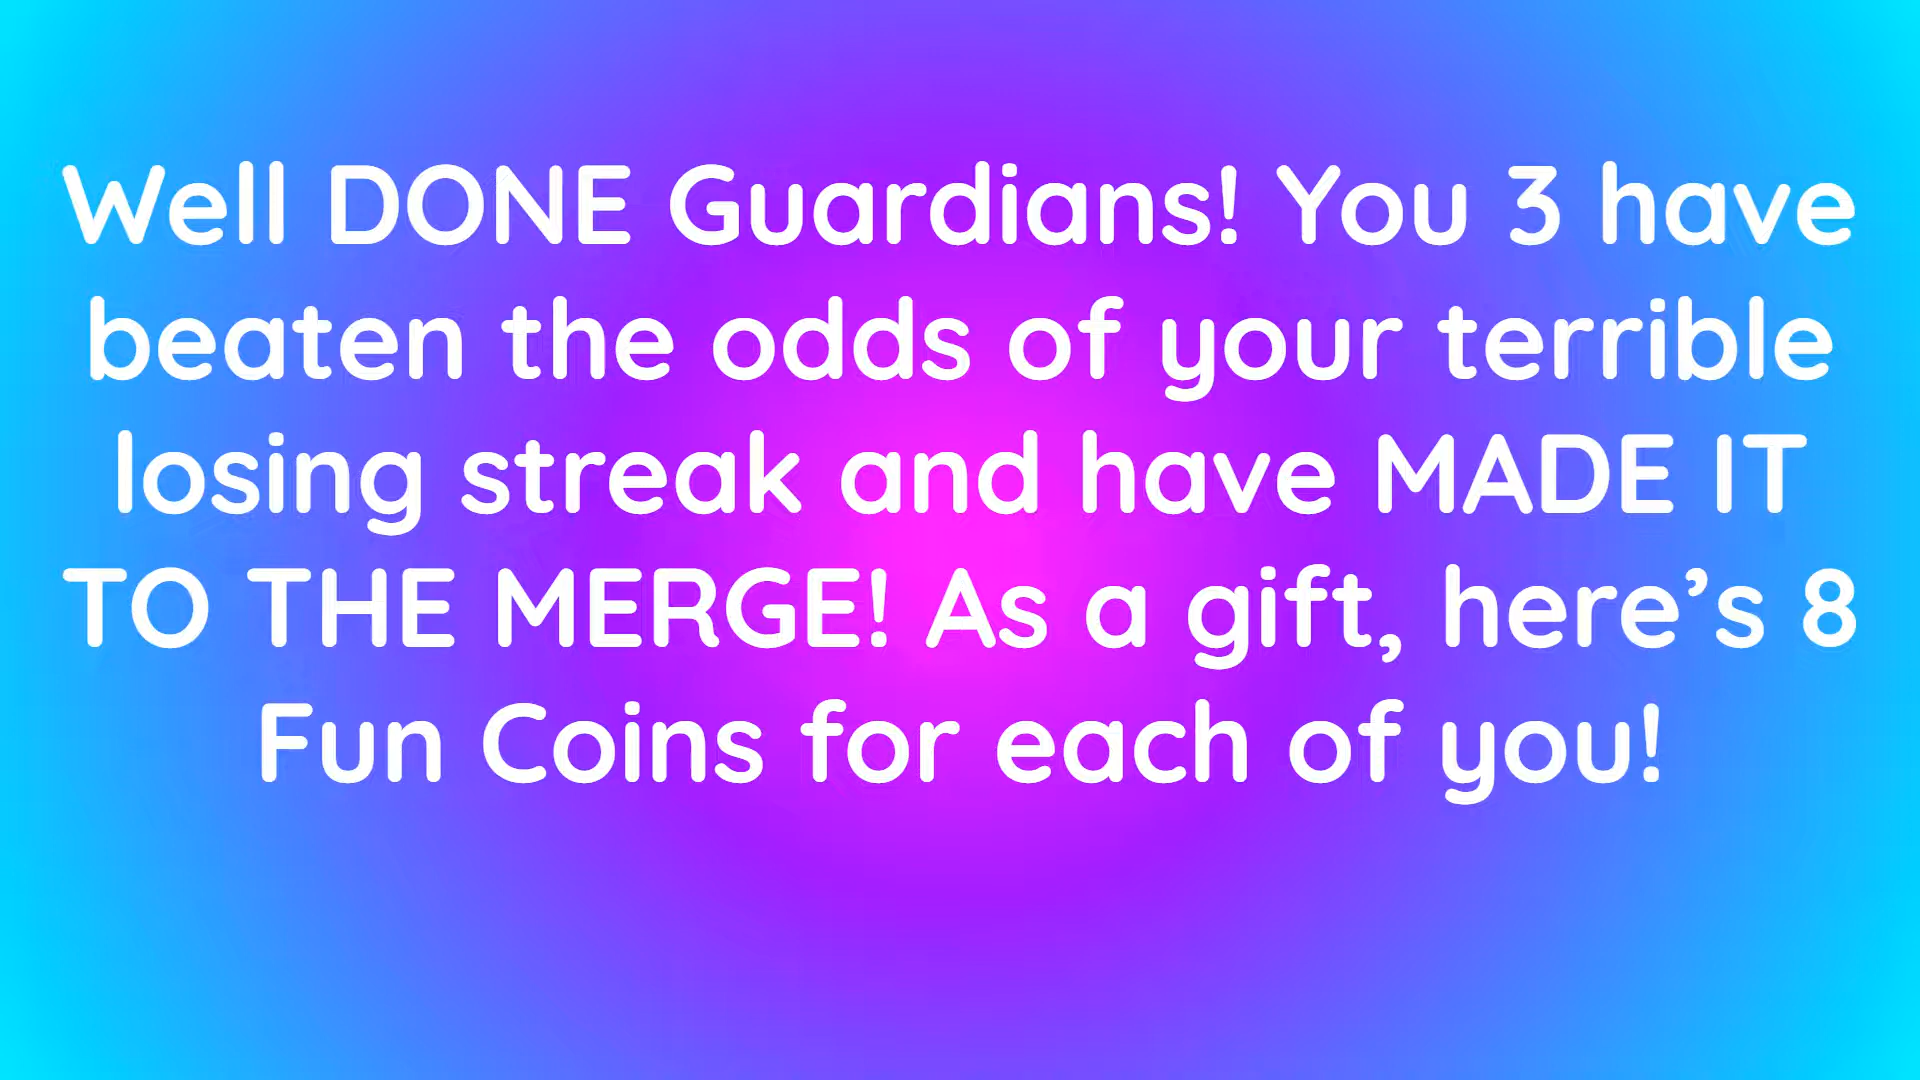 Well DONE Guardians! You 3 have
beaten the odds of your terrible
losing streak and have MADE IT
TO THE MERGE! As a gift, here’s 8
Fun Coins for each of you!